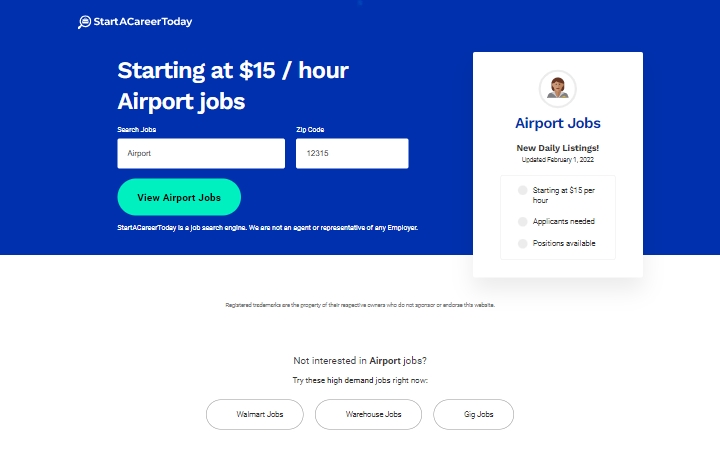 StartACareerToday
Starting at $15 / hour
Airport jobs
Search Jobs
Zip Code
Airport
12315
View Airport Jobs
StartACareerToday is a job search engine. We are not an agent or representative of any Employer.
Airport Jobs
New Daily Listings!
Updated February 1, 2022
Starting at $15 per
hour
Applicants needed
Positions available
Registered trademarks are the property of their respective owners who do not sponsor or endorse this website.
Not interested in Airport jobs?
Try these high demand jobs right now:
Walmart Jobs
Warehouse Jobs
Gig Jobs